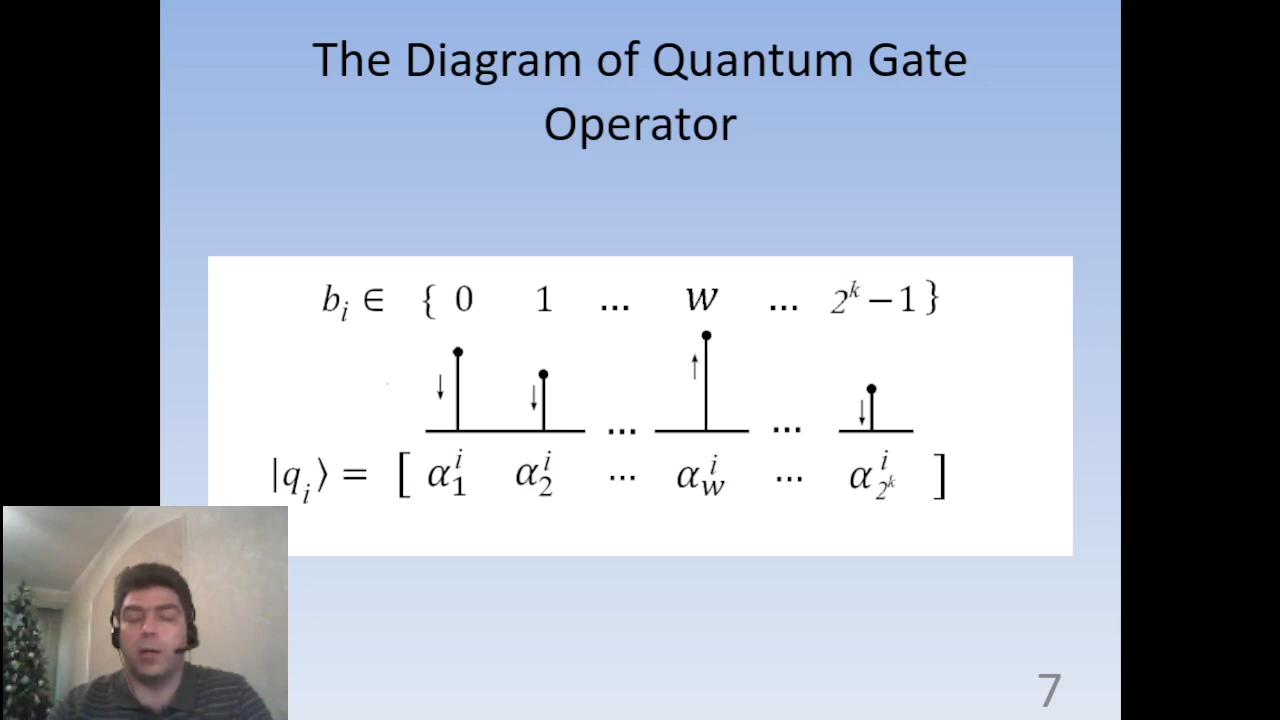 The Diagram of Quantum Gate
Operator
bᵢ ∈ { 0 1 ... w ... 2ᵏ – 1 }
↓ ↓ ... ↑ ... ↓
|qᵢ⟩ = [ α₁ⁱ α₂ⁱ ... α_wⁱ ... α_{2ᵏ}ⁱ ]
7